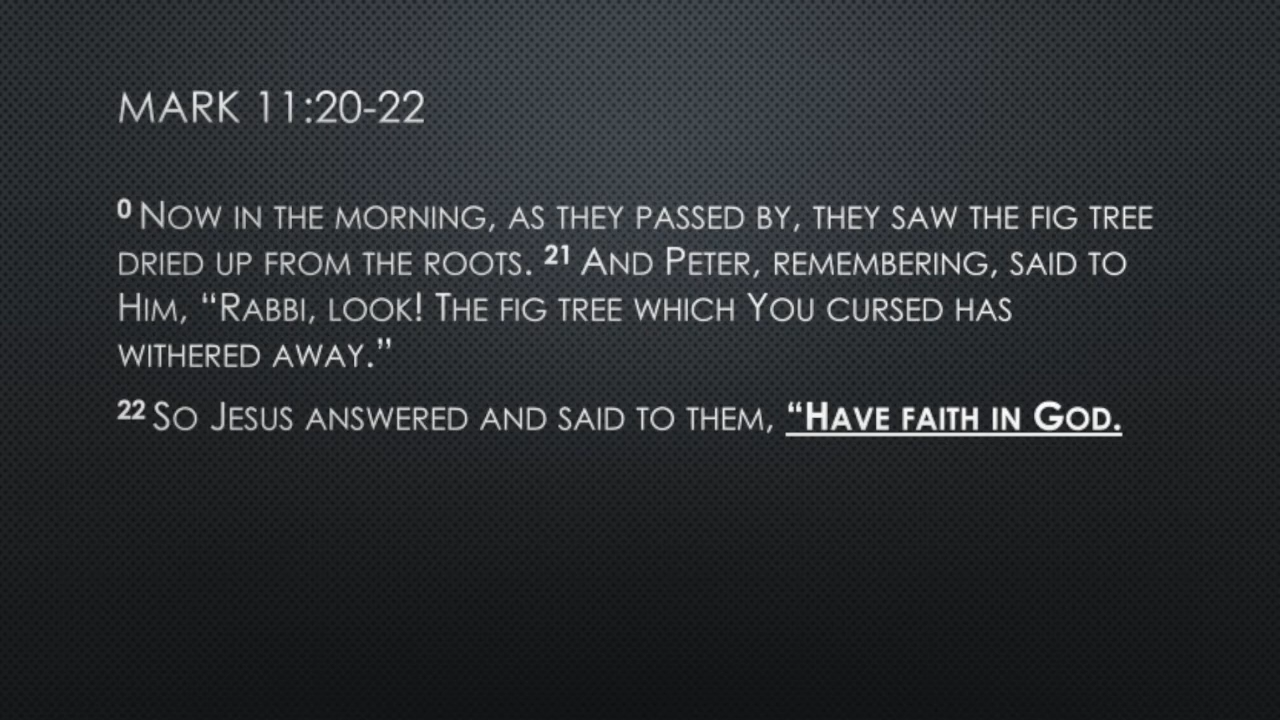 MARK 11:20-22
0 NOW IN THE MORNING, AS THEY PASSED BY, THEY SAW THE FIG TREE
DRIED UP FROM THE ROOTS. 21 AND PETER, REMEMBERING, SAID TO
HIM, “RABBI, LOOK! THE FIG TREE WHICH YOU CURSED HAS
WITHERED AWAY.”
22 SO JESUS ANSWERED AND SAID TO THEM, “HAVE FAITH IN GOD.